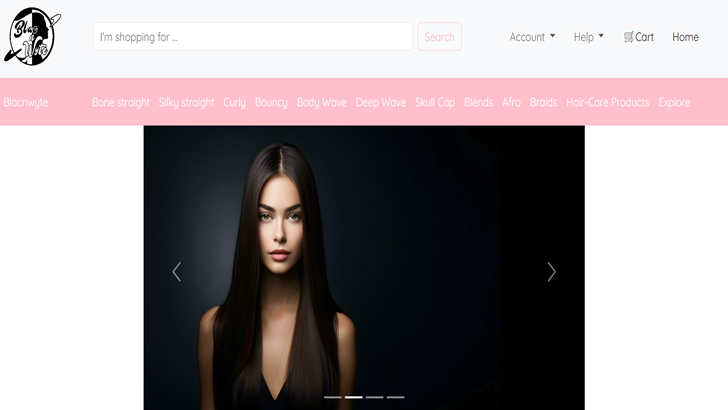 Blac
n
Wyte
I'm shopping for ...
Search
Account
Help
Cart
Home
Blacnwyte
Bone straight
Silky straight
Curly
Bouncy
Body Wave
Deep Wave
Skull Cap
Blends
Afro
Braids
Hair-Care Products
Explore